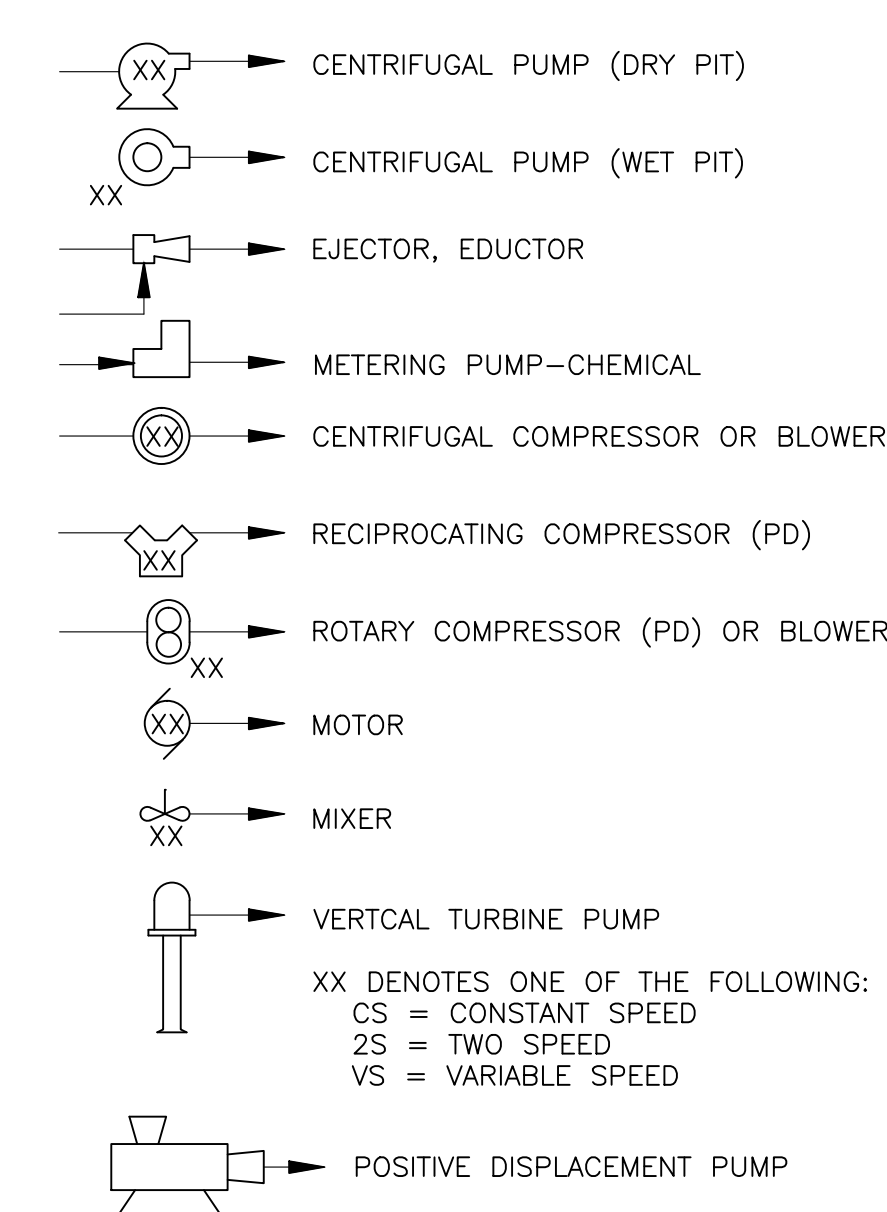 XX CENTRIFUGAL PUMP (DRY PIT)
CENTRIFUGAL PUMP (WET PIT)
XX
EJECTOR, EDUCTOR
METERING PUMP-CHEMICAL
XX CENTRIFUGAL COMPRESSOR OR BLOWER
RECIPROCATING COMPRESSOR (PD)
XX
ROTARY COMPRESSOR (PD) OR BLOWER
XX
XX MOTOR
MIXER
XX
VERTCAL TURBINE PUMP
XX DENOTES ONE OF THE FOLLOWING:
CS = CONSTANT SPEED
2S = TWO SPEED
VS = VARIABLE SPEED
POSITIVE DISPLACEMENT PUMP